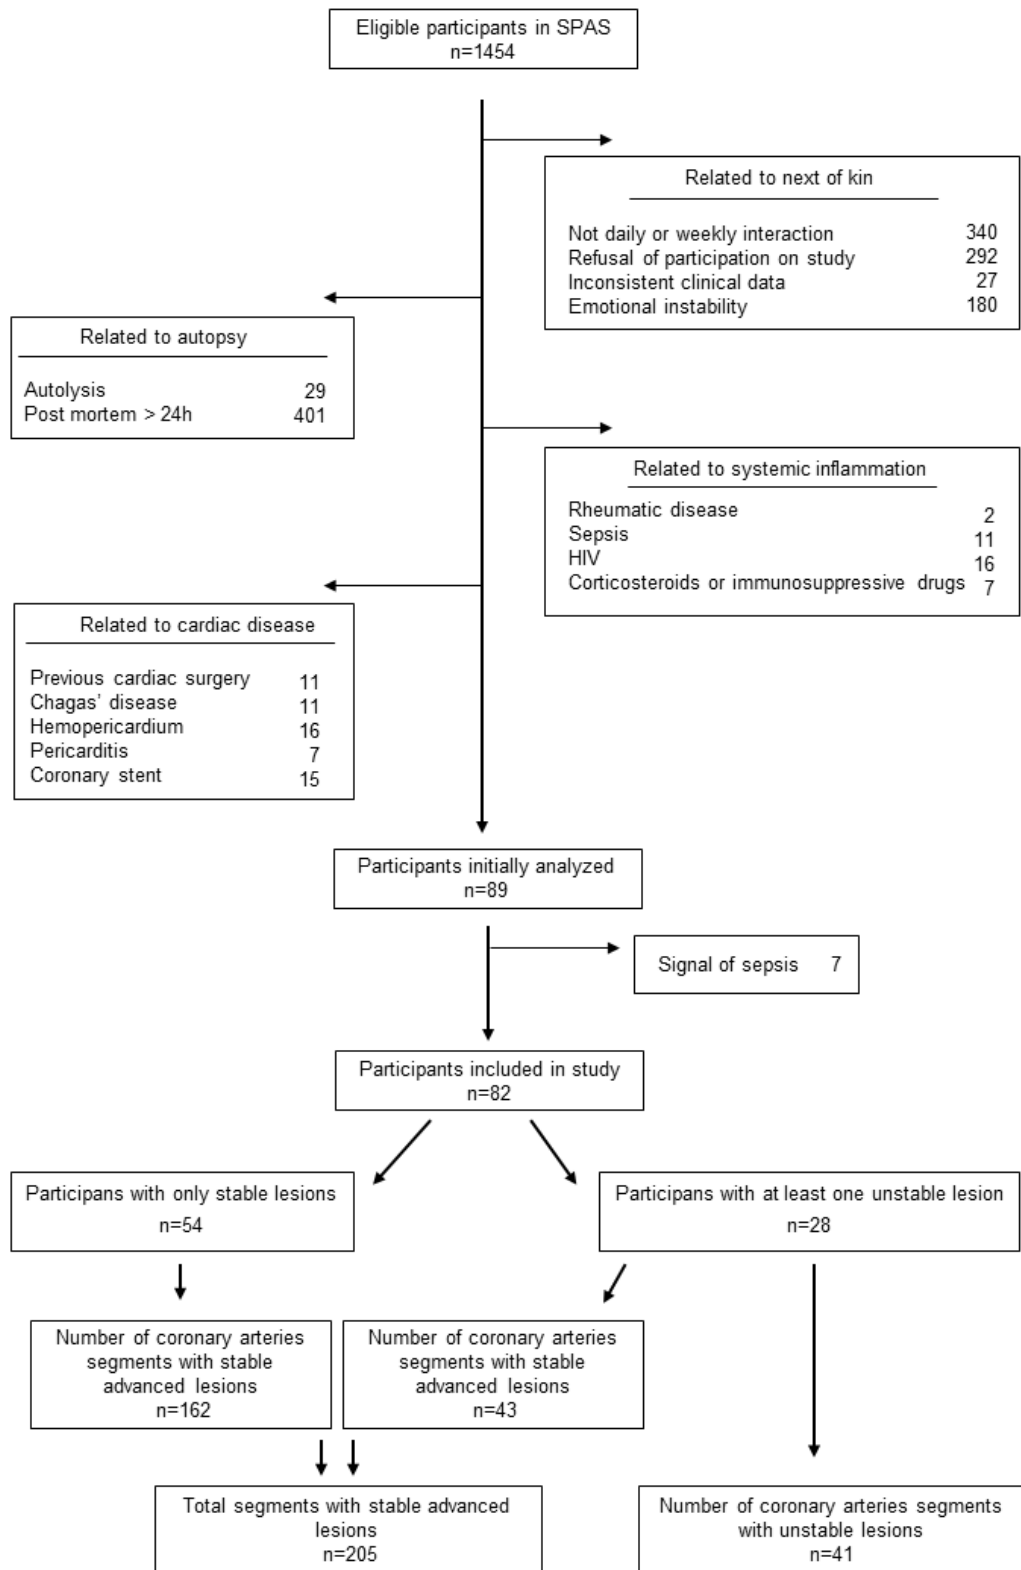 Eligible participants in SPAS
n=1454
Related to next of kin
Not daily or weekly interaction 340
Refusal of participation on study 292
Inconsistent clinical data 27
Emotional instability 180
Related to autopsy
Autolysis 29
Post mortem > 24h 401
Related to systemic inflammation
Rheumatic disease 2
Sepsis 11
HIV 16
Corticosteroids or immunosuppressive drugs 7
Related to cardiac disease
Previous cardiac surgery 11
Chagas' disease 11
Hemopericardium 16
Pericarditis 7
Coronary stent 15
Participants initially analyzed
n=89
Signal of sepsis 7
Participants included in study
n=82
Participans with only stable lesions
n=54
Participans with at least one unstable lesion
n=28
Number of coronary arteries
segments with stable
advanced lesions
n=162
Number of coronary arteries
segments with stable
advanced lesions
n=43
Total segments with stable advanced
lesions
n=205
Number of coronary arteries segments
with unstable lesions
n=41